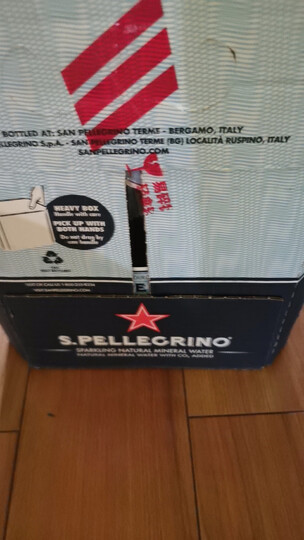 BOTTLED AT: SAN PELLEGRINO TERME - BERGAMO, ITALY
LLEGRINO S.p.A. - SAN PELLEGRINO TERME (BG) LOCALITÀ RUSPINO, ITALY
SANPELLEGRINO.COM
HEAVY BOX
Handle with care
PICK UP WITH
BOTH HANDS
Do not drag by
one handle
E
S.PELLEGRINO
SPARKLING NATURAL MINERAL WATER
NATURAL MINERAL WATER WITH CO2 ADDED